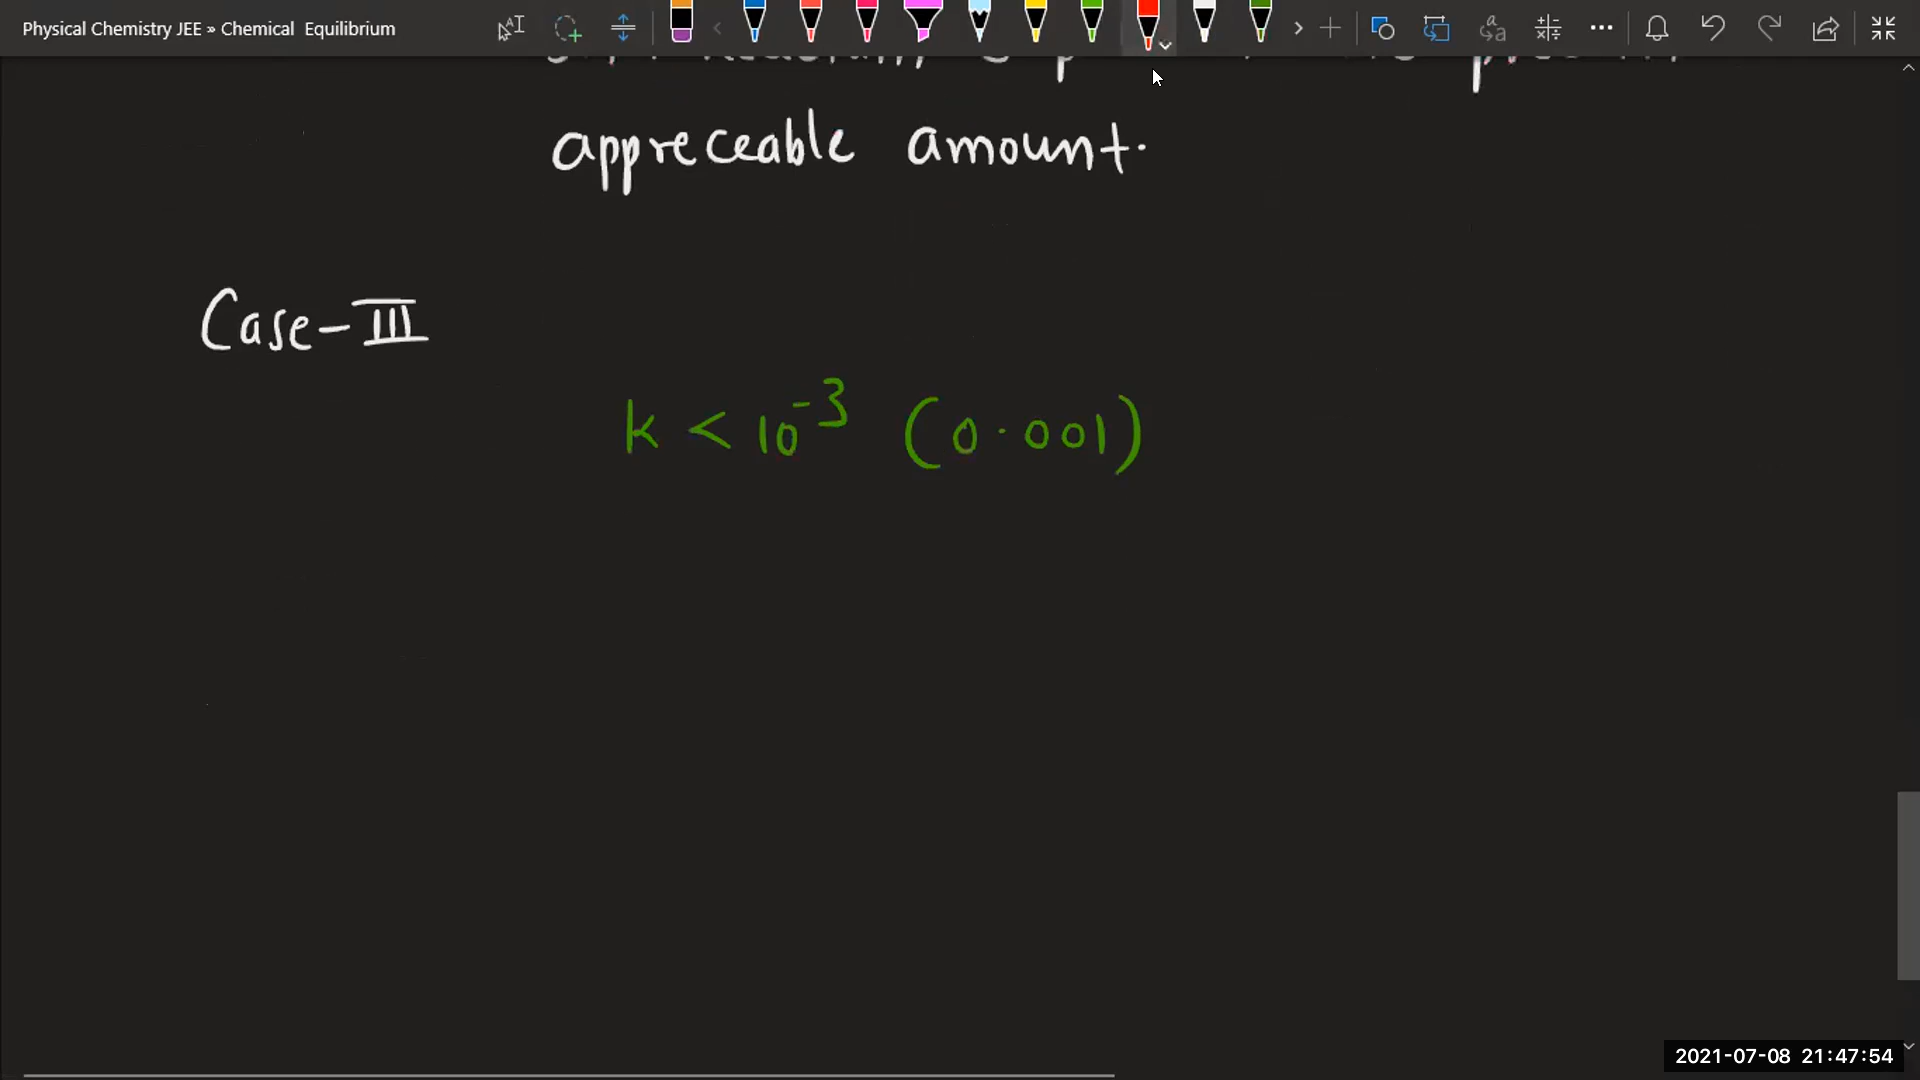 Physical Chemistry JEE » Chemical Equilibrium
appreceable amount.
Case-III
k < 10⁻³ (0.001)
2021-07-08 21:47:54